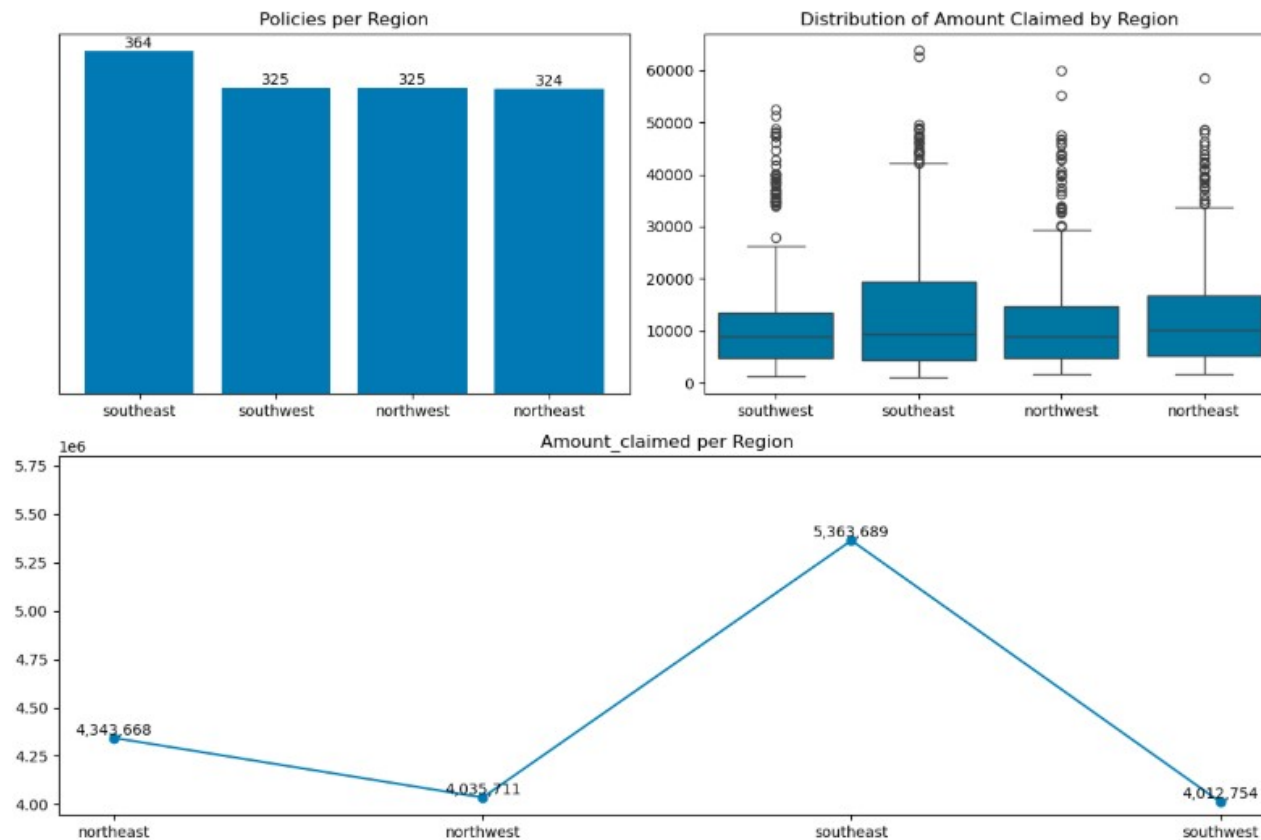 Policies per Region
364
325
325
324
southeast
southwest
northwest
northeast
Distribution of Amount Claimed by Region
60000
50000
40000
30000
20000
10000
0
southwest
southeast
northwest
northeast
Amount_claimed per Region
1e6
5.75
5.50
5.25
5.00
4.75
4.50
4.25
4.00
4,343,668
4,035,711
5,363,689
4,012,754
northeast
northwest
southeast
southwest